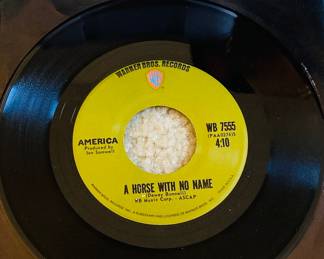 WARNER BROS. RECORDS
WB 7555
(PAA03763)S
4:10
AMERICA
Produced by
Ian Samwell
A HORSE WITH NO NAME
(Dewey Bunnell)
WB Music Corp. - ASCAP